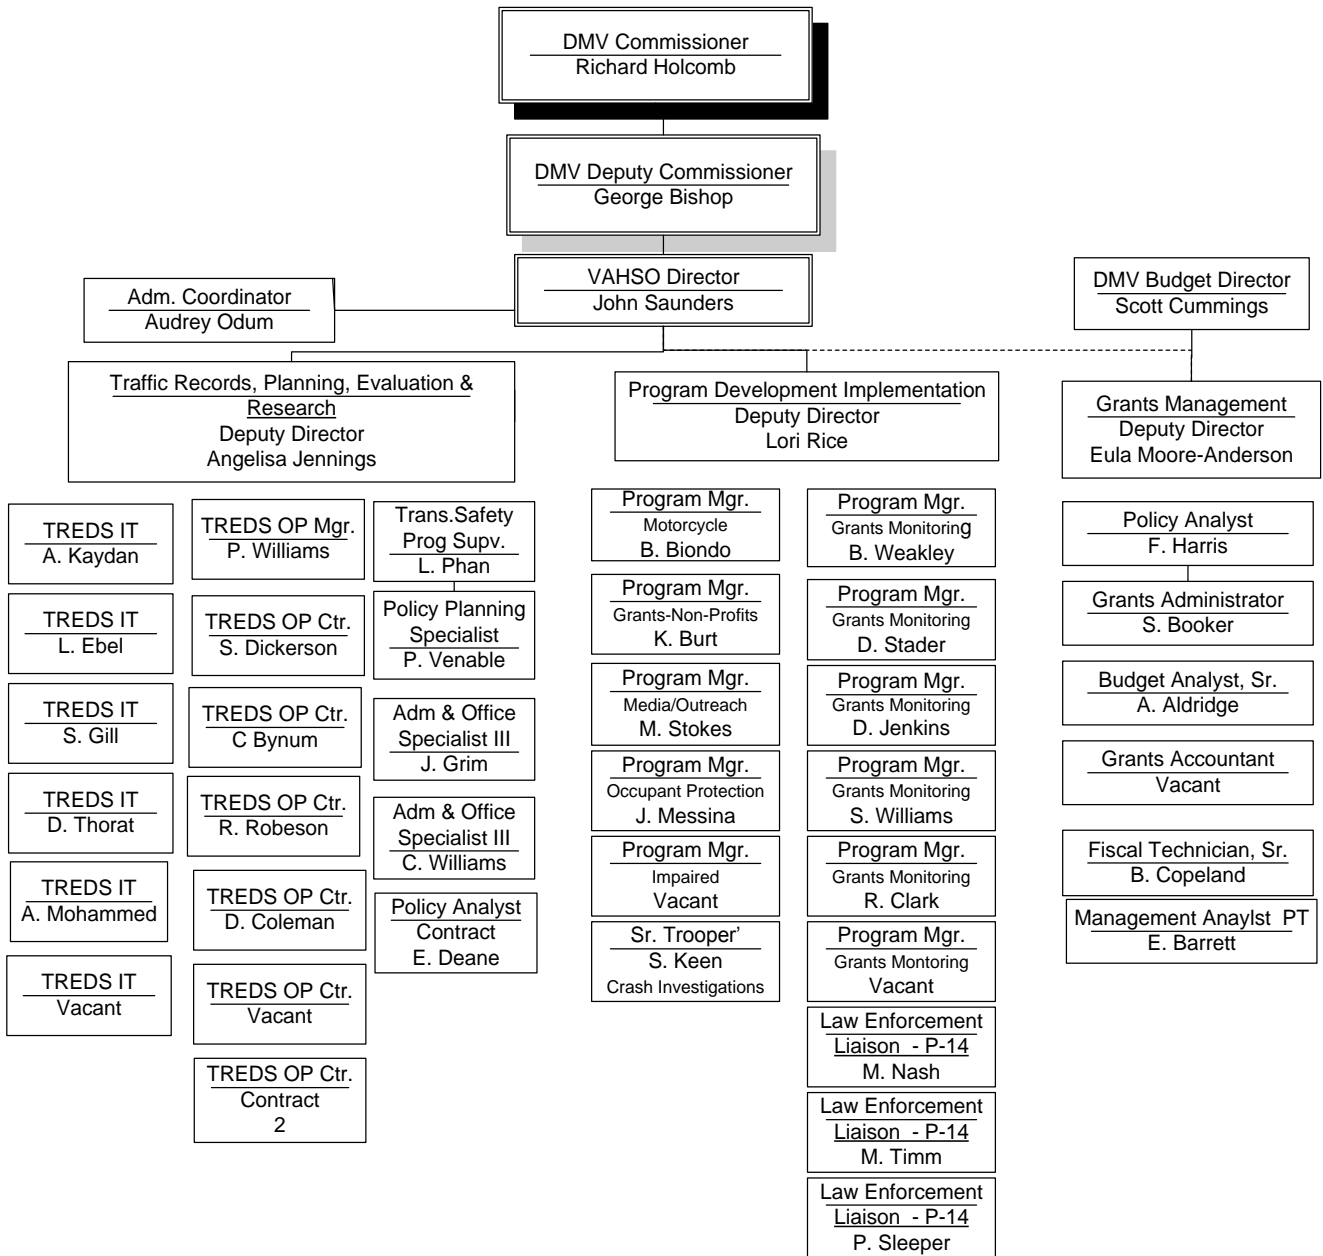 DMV Commissioner
Richard Holcomb
DMV Deputy Commissioner
George Bishop
VAHSO Director
John Saunders
Adm. Coordinator
Audrey Odum
DMV Budget Director
Scott Cummings
Traffic Records, Planning, Evaluation &
Research
Deputy Director
Angelisa Jennings
Program Development Implementation
Deputy Director
Lori Rice
Grants Management
Deputy Director
Eula Moore-Anderson
TREDS IT
A. Kaydan
TREDS IT
L. Ebel
TREDS IT
S. Gill
TREDS IT
D. Thorat
TREDS IT
A. Mohammed
TREDS IT
Vacant
TREDS OP Mgr.
P. Williams
TREDS OP Ctr.
S. Dickerson
TREDS OP Ctr.
C Bynum
TREDS OP Ctr.
R. Robeson
TREDS OP Ctr.
D. Coleman
TREDS OP Ctr.
Vacant
TREDS OP Ctr.
Contract
2
Trans.Safety
Prog Supv.
L. Phan
Policy Planning
Specialist
P. Venable
Adm & Office
Specialist III
J. Grim
Adm & Office
Specialist III
C. Williams
Policy Analyst
Contract
E. Deane
Program Mgr.
Motorcycle
B. Biondo
Program Mgr.
Grants-Non-Profits
K. Burt
Program Mgr.
Media/Outreach
M. Stokes
Program Mgr.
Occupant Protection
J. Messina
Program Mgr.
Impaired
Vacant
Sr. Trooper'
S. Keen
Crash Investigations
Program Mgr.
Grants Monitoring
B. Weakley
Program Mgr.
Grants Monitoring
D. Stader
Program Mgr.
Grants Monitoring
D. Jenkins
Program Mgr.
Grants Monitoring
S. Williams
Program Mgr.
Grants Monitoring
R. Clark
Program Mgr.
Grants Montoring
Vacant
Law Enforcement
Liaison - P-14
M. Nash
Law Enforcement
Liaison - P-14
M. Timm
Law Enforcement
Liaison - P-14
P. Sleeper
Policy Analyst
F. Harris
Grants Administrator
S. Booker
Budget Analyst, Sr.
A. Aldridge
Grants Accountant
Vacant
Fiscal Technician, Sr.
B. Copeland
Management Anaylst PT
E. Barrett